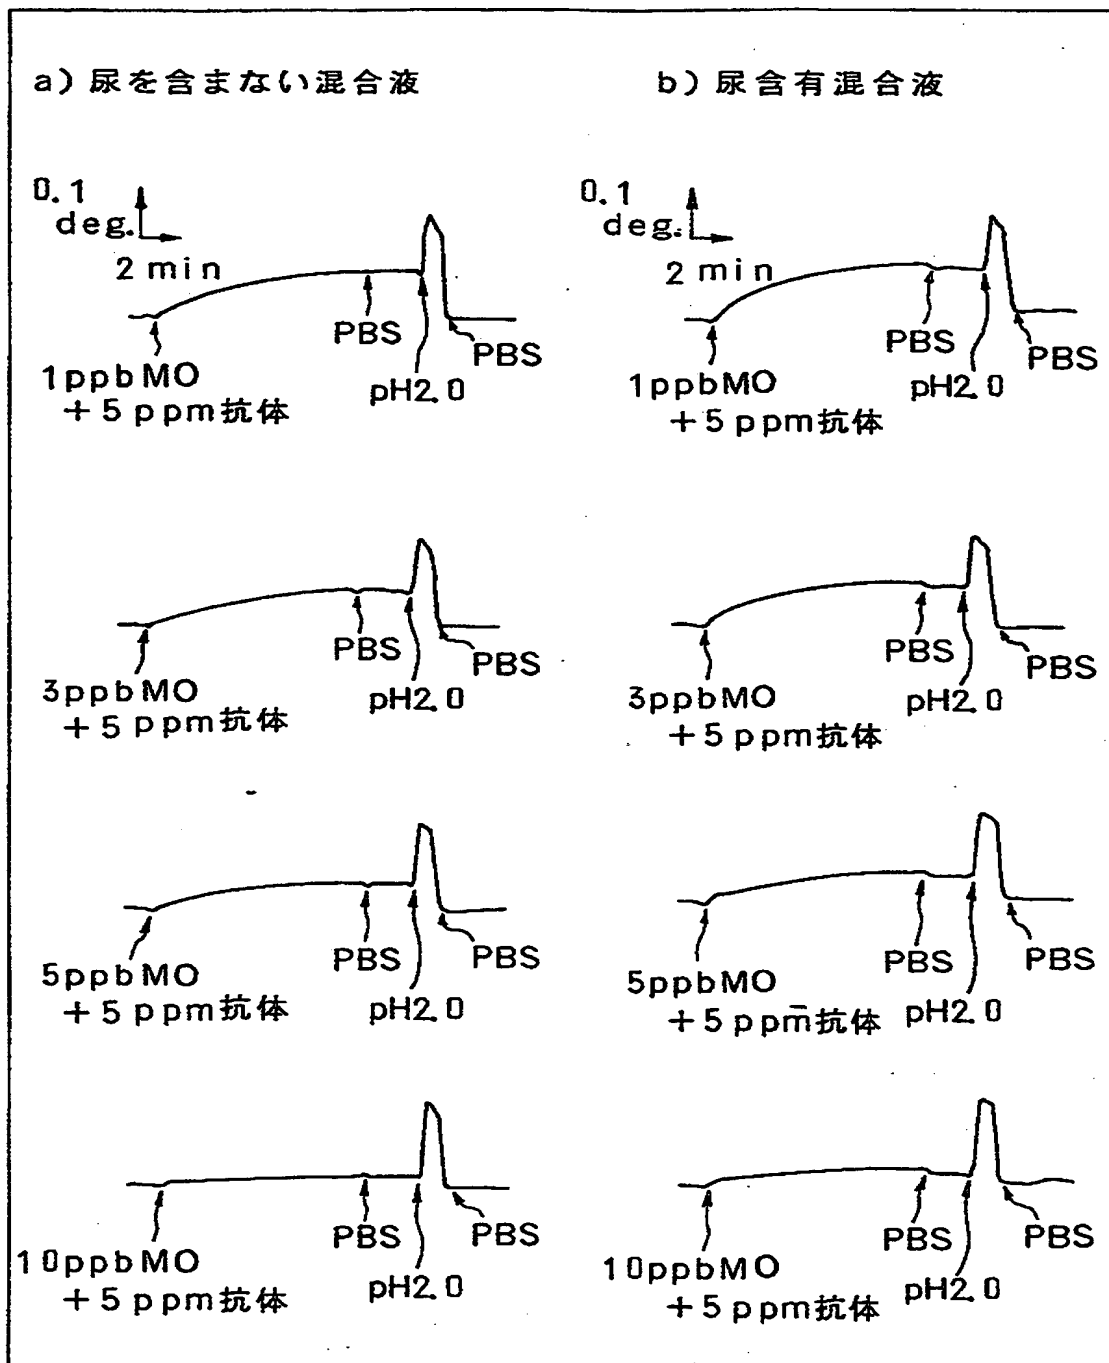 a) 尿を含まない混合液
0.1
deg.
2 min
PBS
PBS
1ppbMO
+5ppm抗体
pH2.0
PBS
PBS
3ppbMO
+5ppm抗体
pH2.0
PBS
PBS
5ppbMO
+5ppm抗体
pH2.0
PBS
PBS
10ppbMO
+5ppm抗体
pH2.0
b) 尿含有混合液
0.1
deg.
2 min
PBS
PBS
1ppbMO
+5ppm抗体
pH2.0
PBS
PBS
3ppbMO
+5ppm抗体
pH2.0
PBS
PBS
5ppbMO
+5ppm抗体
pH2.0
PBS
PBS
10ppbMO
+5ppm抗体
pH2.0